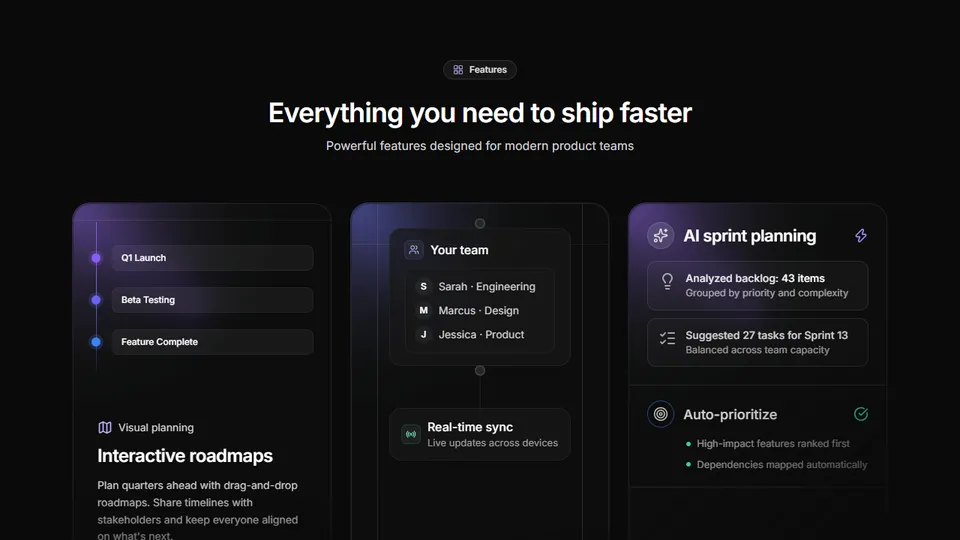 Features
Everything you need to ship faster
Powerful features designed for modern product teams
Q1 Launch
Beta Testing
Feature Complete
Visual planning
Interactive roadmaps
Plan quarters ahead with drag-and-drop
roadmaps. Share timelines with
stakeholders and keep everyone aligned
on what's next.
Your team
S Sarah · Engineering
M Marcus · Design
J Jessica · Product
Real-time sync
Live updates across devices
AI sprint planning
Analyzed backlog: 43 items
Grouped by priority and complexity
Suggested 27 tasks for Sprint 13
Balanced across team capacity
Auto-prioritize
High-impact features ranked first
Dependencies mapped automatically